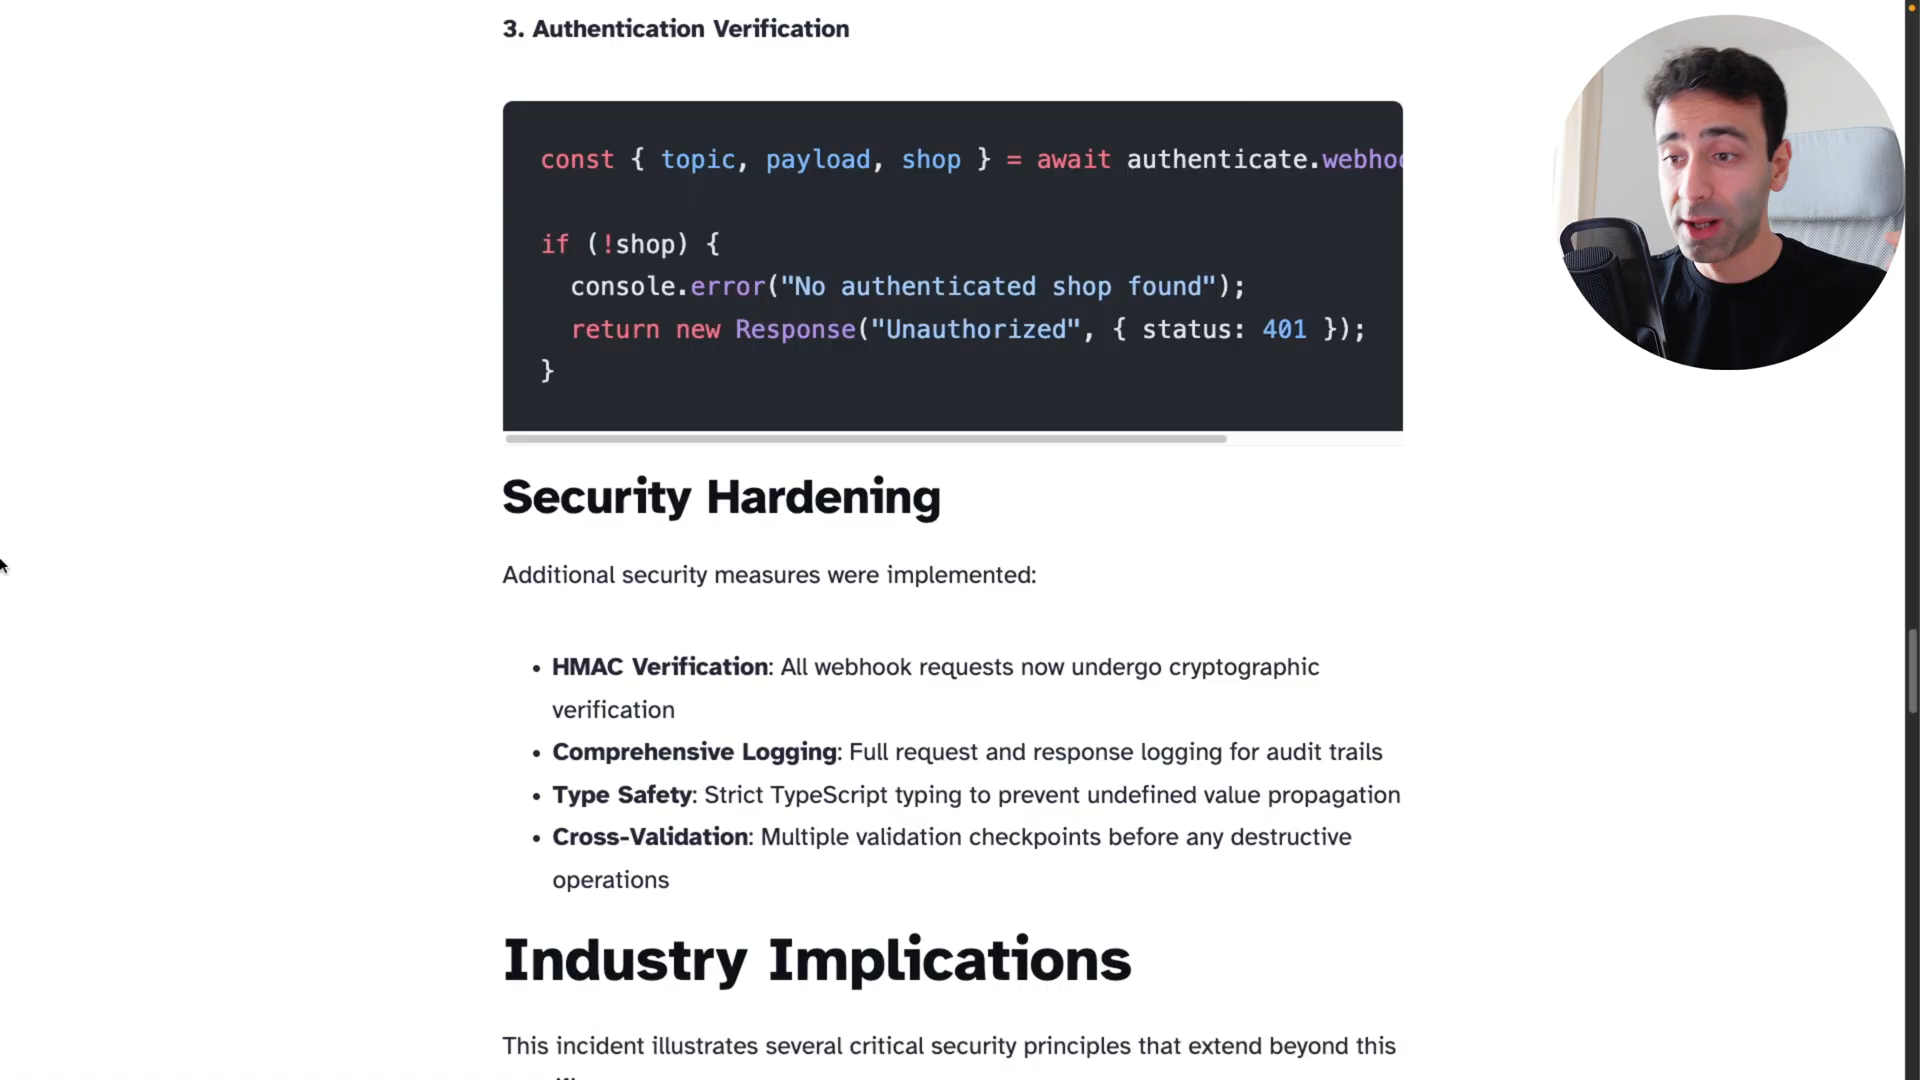 3. Authentication Verification
const { topic, payload, shop } = await authenticate.webhoo
if (!shop) {
console.error("No authenticated shop found");
return new Response("Unauthorized", { status: 401 });
}
Security Hardening
Additional security measures were implemented:
• HMAC Verification: All webhook requests now undergo cryptographic
verification
• Comprehensive Logging: Full request and response logging for audit trails
• Type Safety: Strict TypeScript typing to prevent undefined value propagation
• Cross-Validation: Multiple validation checkpoints before any destructive
operations
Industry Implications
This incident illustrates several critical security principles that extend beyond this